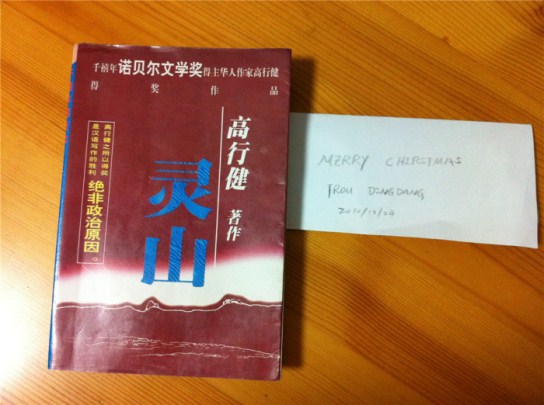 千禧年诺贝尔文学奖得主华人作家高行健
得奖作品
高行健 著作
灵山
高行健之所以得奖
是汉语写作的胜利
绝非政治原因。
MERRY CHIRSTMAS
FROM DINGDANG
2010/12/24